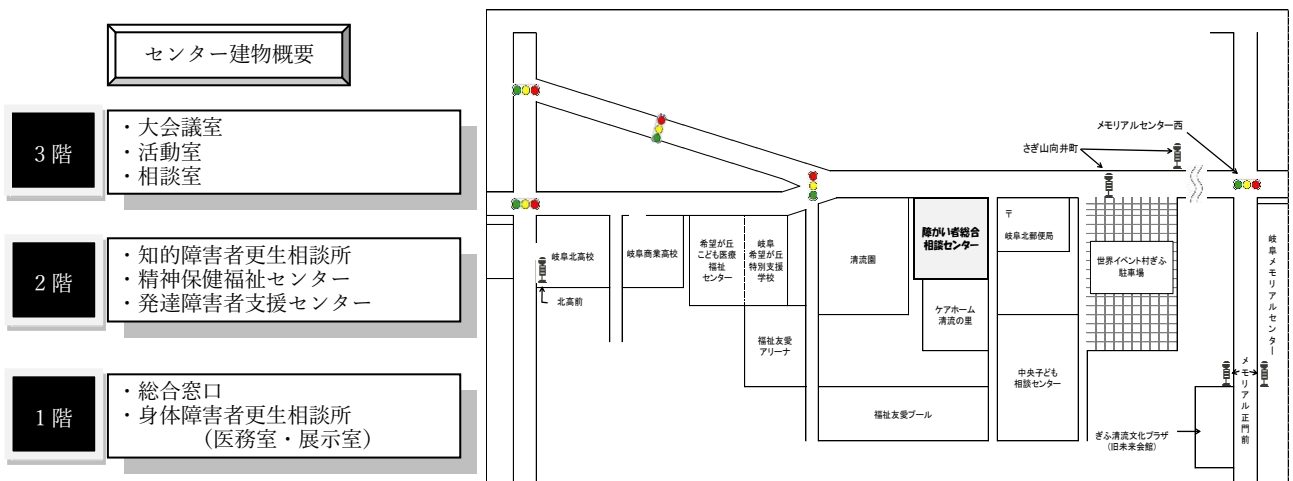 センター建物概要
3階
・大会議室
・活動室
・相談室
2階
・知的障害者更生相談所
・精神保健福祉センター
・発達障害者支援センター
1階
・総合窓口
・身体障害者更生相談所
（医務室・展示室）
メモリアルセンター西
さぎ山向井町
岐阜北高校
北高前
岐阜商業高校
希望が丘
こども医療
福祉
センター
岐阜
希望が丘
特別支援
学校
福祉友愛
アリーナ
清流園
障がい者総合
相談センター
ケアホーム
清流の里
福祉友愛プール
〒
岐阜北郵便局
中央子ども
相談センター
世界イベント村ぎふ
駐車場
岐阜メモリアルセンター
メモリアル正門前
ぎふ清流文化プラザ
（旧未来会館）